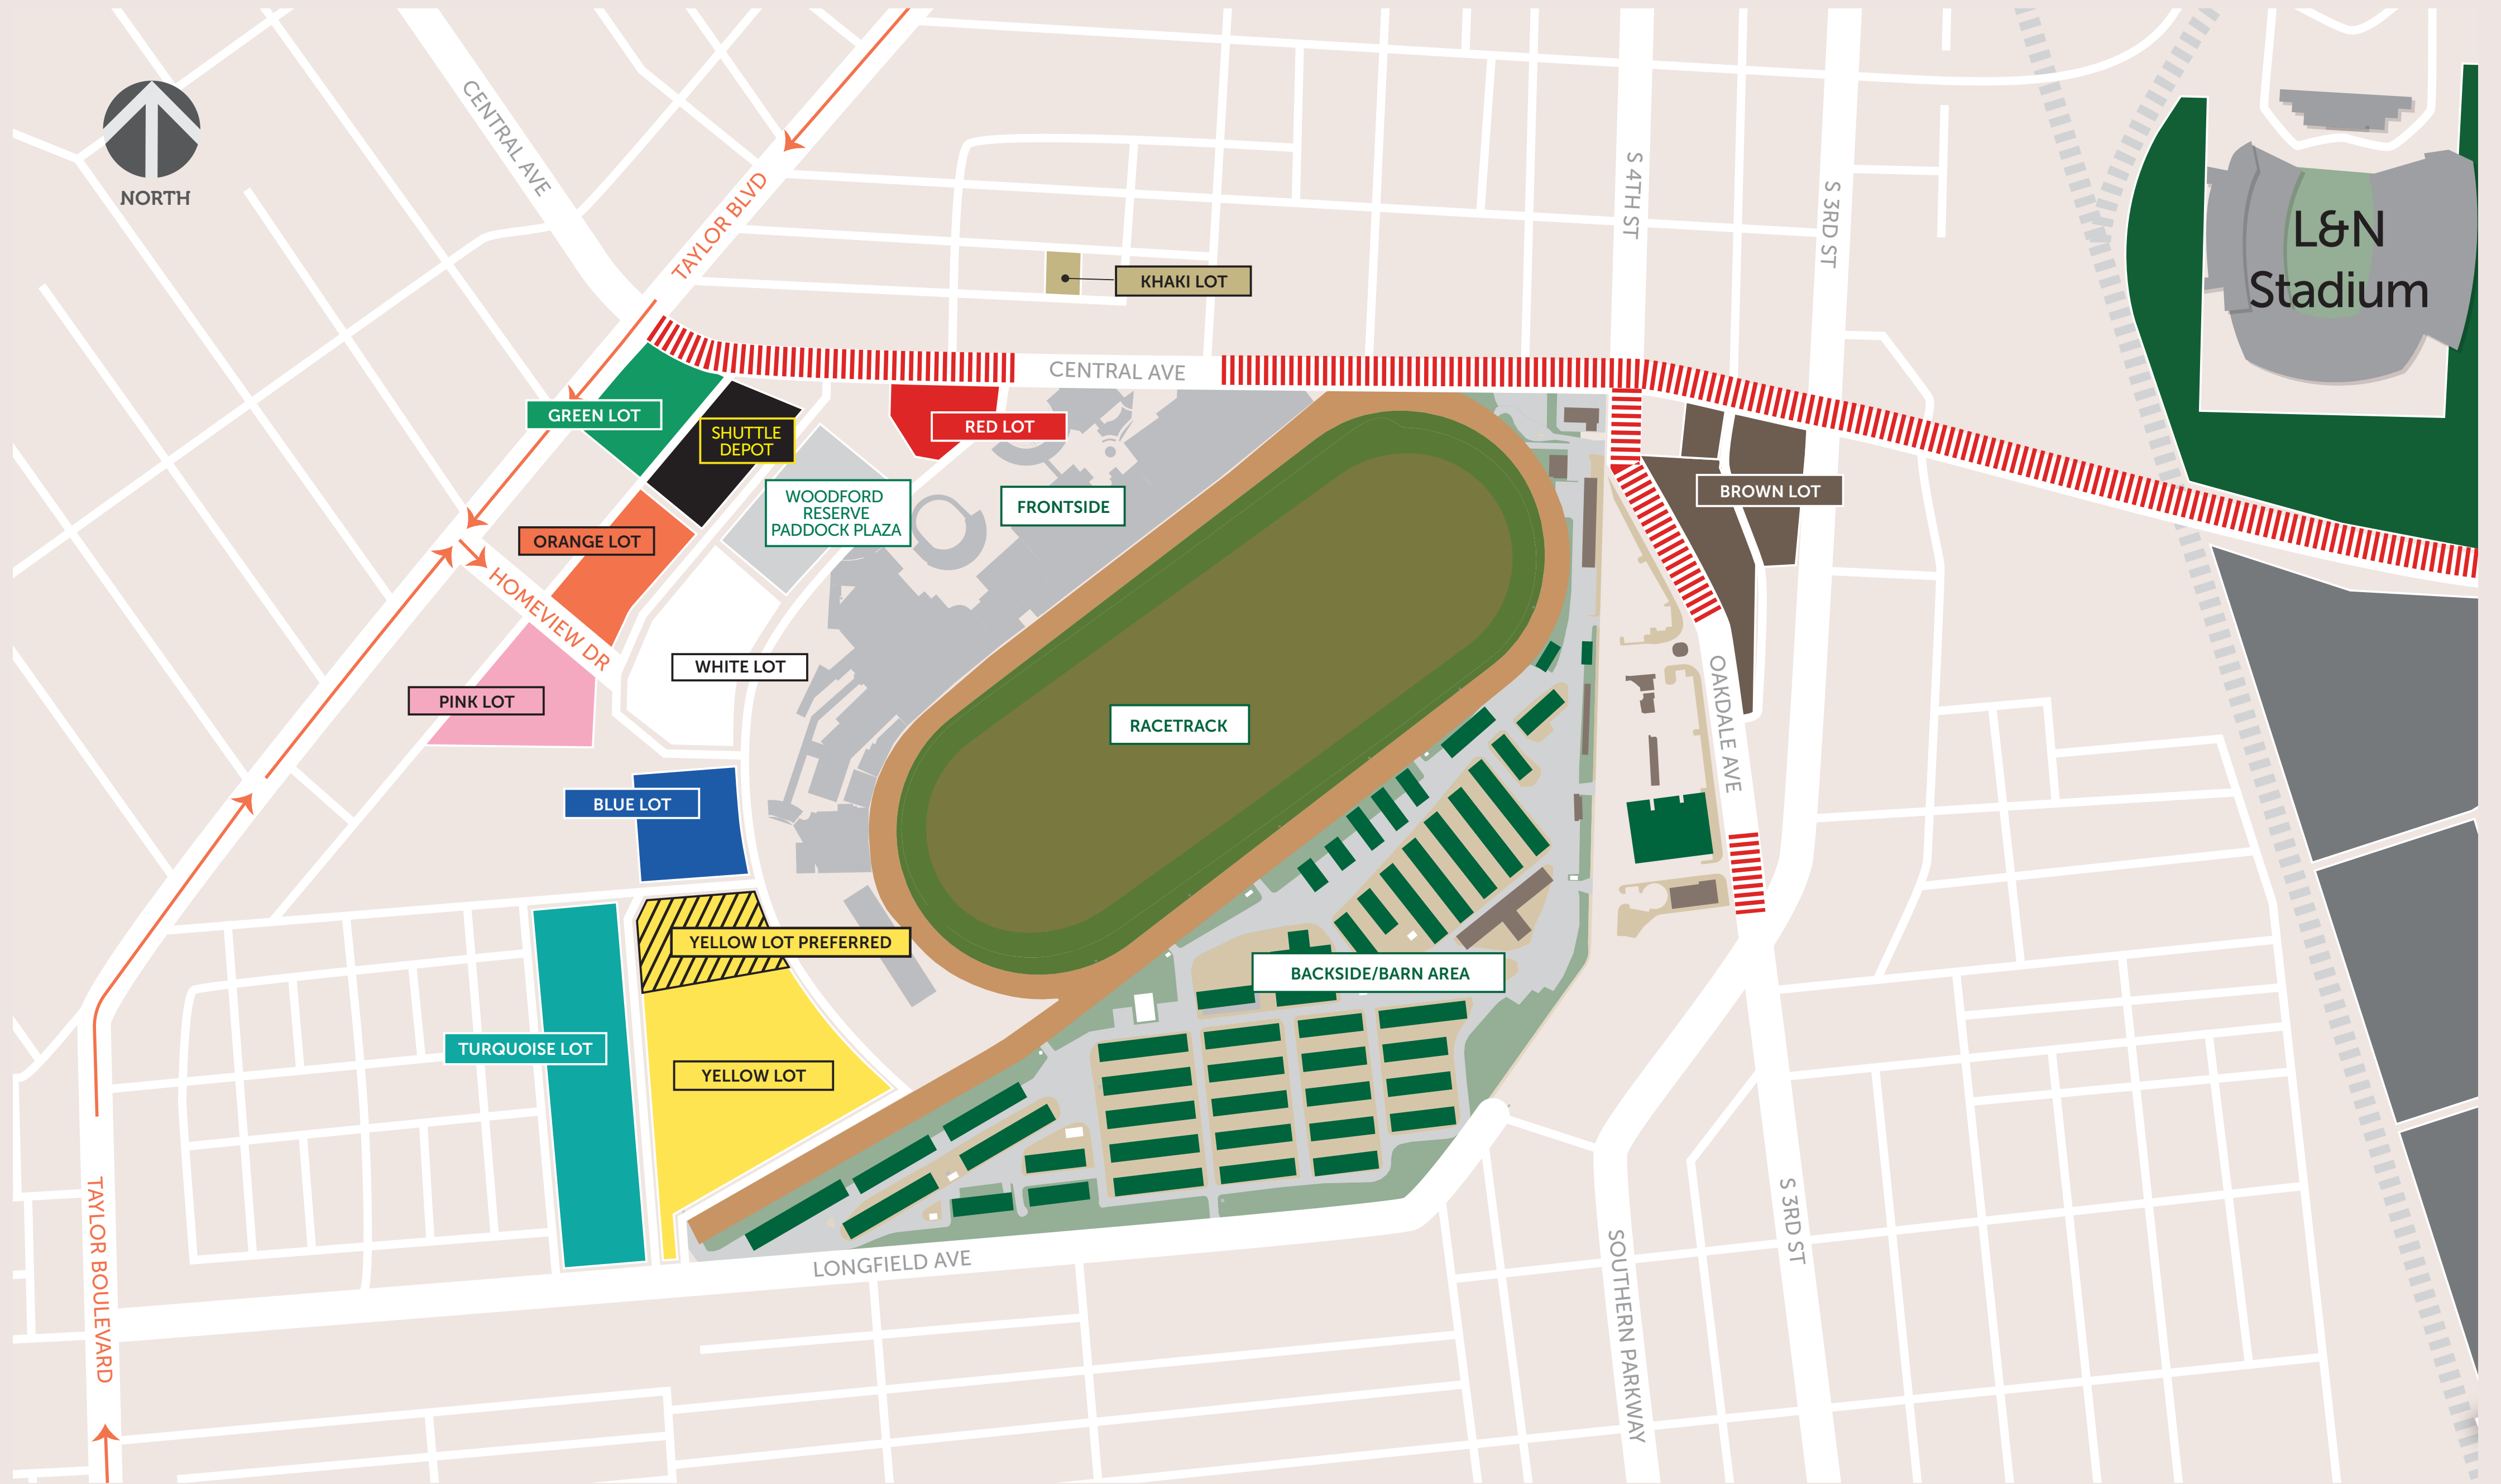 NORTH
CENTRAL AVE
TAYLOR BLVD
S 4TH ST
S 3RD ST
L&N
Stadium
KHAKI LOT
CENTRAL AVE
GREEN LOT
SHUTTLE
DEPOT
RED LOT
WOODFORD
RESERVE
PADDOCK PLAZA
FRONTSIDE
BROWN LOT
ORANGE LOT
HOMEVIEW DR
WHITE LOT
PINK LOT
RACETRACK
OAKDALE AVE
BLUE LOT
YELLOW LOT PREFERRED
BACKSIDE/BARN AREA
TURQUOISE LOT
YELLOW LOT
TAYLOR BOULEVARD
LONGFIELD AVE
SOUTHERN PARKWAY
S 3RD ST